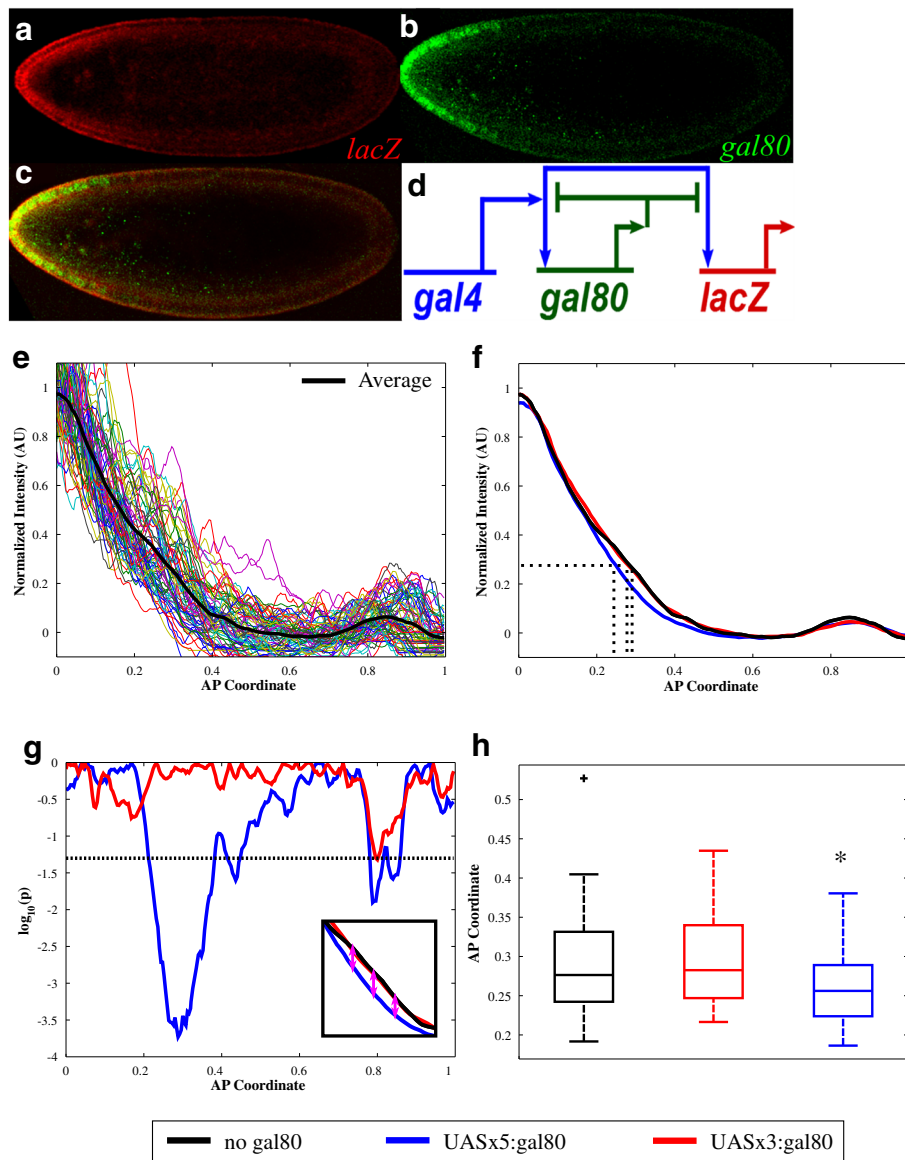 a
lacZ
b
gal80
c
d
gal4 gal80 lacZ
e
Average
Normalized Intensity (AU)
1
0.8
0.6
0.4
0.2
0
0 0.2 0.4 0.6 0.8 1
AP Coordinate
f
Normalized Intensity (AU)
1
0.8
0.6
0.4
0.2
0
0.2 0.4 0.6 0.8
AP Coordinate
g
log10(p)
0
-0.5
-1
-1.5
-2
-2.5
-3
-3.5
-4
0 0.2 0.4 0.6 0.8 1
AP Coordinate
h
AP Coordinate
0.5
0.45
0.4
0.35
0.3
0.25
0.2
+
*
no gal80 UASx5:gal80 UASx3:gal80